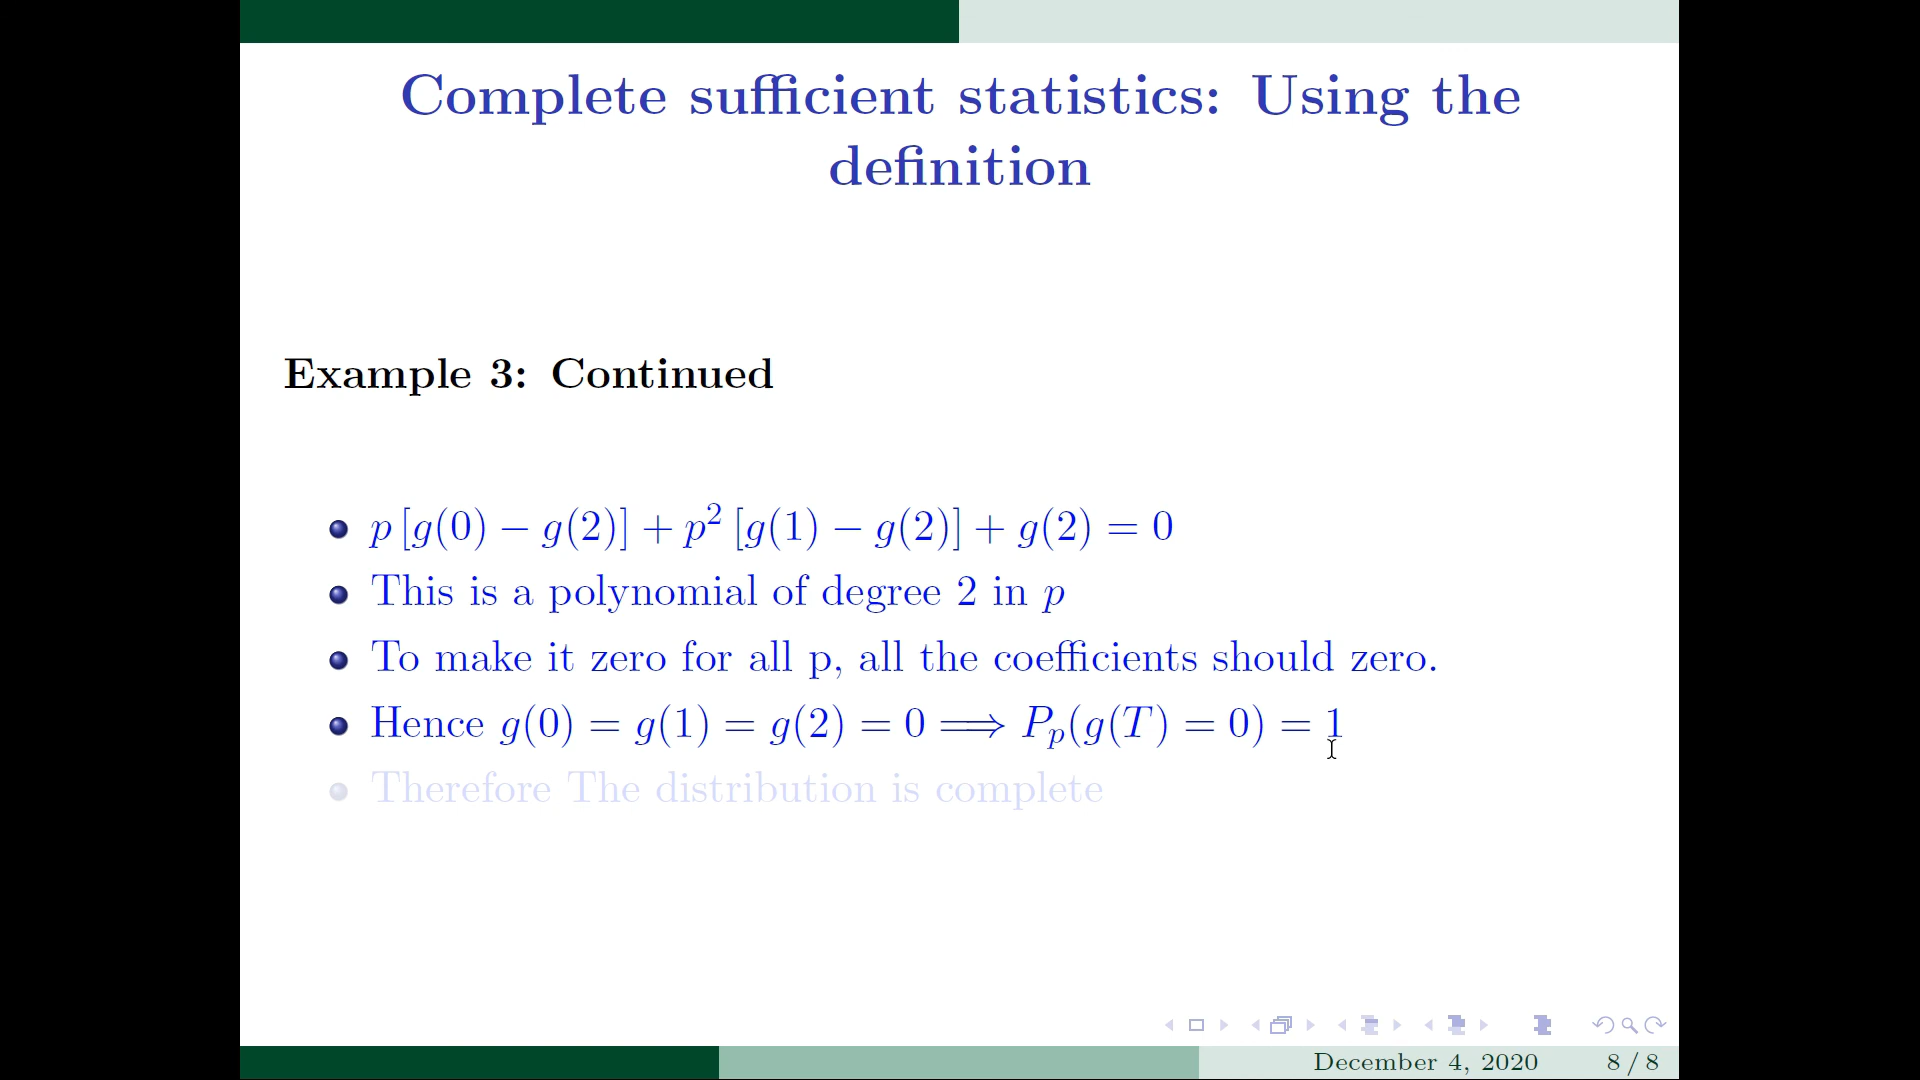 Complete sufficient statistics: Using the
definition
Example 3: Continued
p [g(0) − g(2)] + p² [g(1) − g(2)] + g(2) = 0
This is a polynomial of degree 2 in p
To make it zero for all p, all the coefficients should zero.
Hence g(0) = g(1) = g(2) = 0 ⟹ Pₚ(g(T) = 0) = 1
Therefore The distribution is complete
December 4, 2020 8 / 8